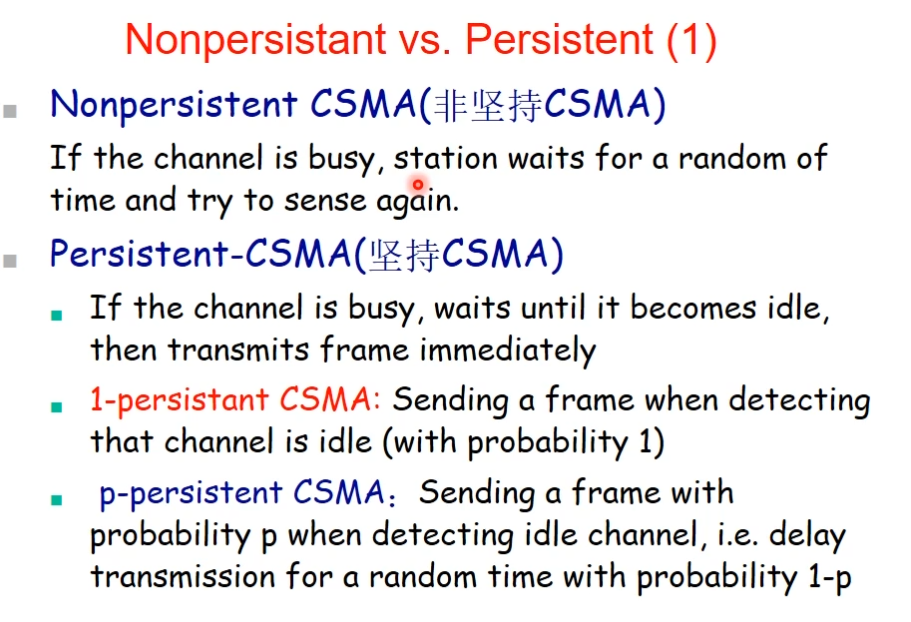 Nonpersistant vs. Persistent (1)
Nonpersistent CSMA(非坚持CSMA)
If the channel is busy, station waits for a random of
time and try to sense again.
Persistent-CSMA(坚持CSMA)
If the channel is busy, waits until it becomes idle,
then transmits frame immediately
1-persistant CSMA: Sending a frame when detecting
that channel is idle (with probability 1)
p-persistent CSMA：Sending a frame with
probability p when detecting idle channel, i.e. delay
transmission for a random time with probability 1-p